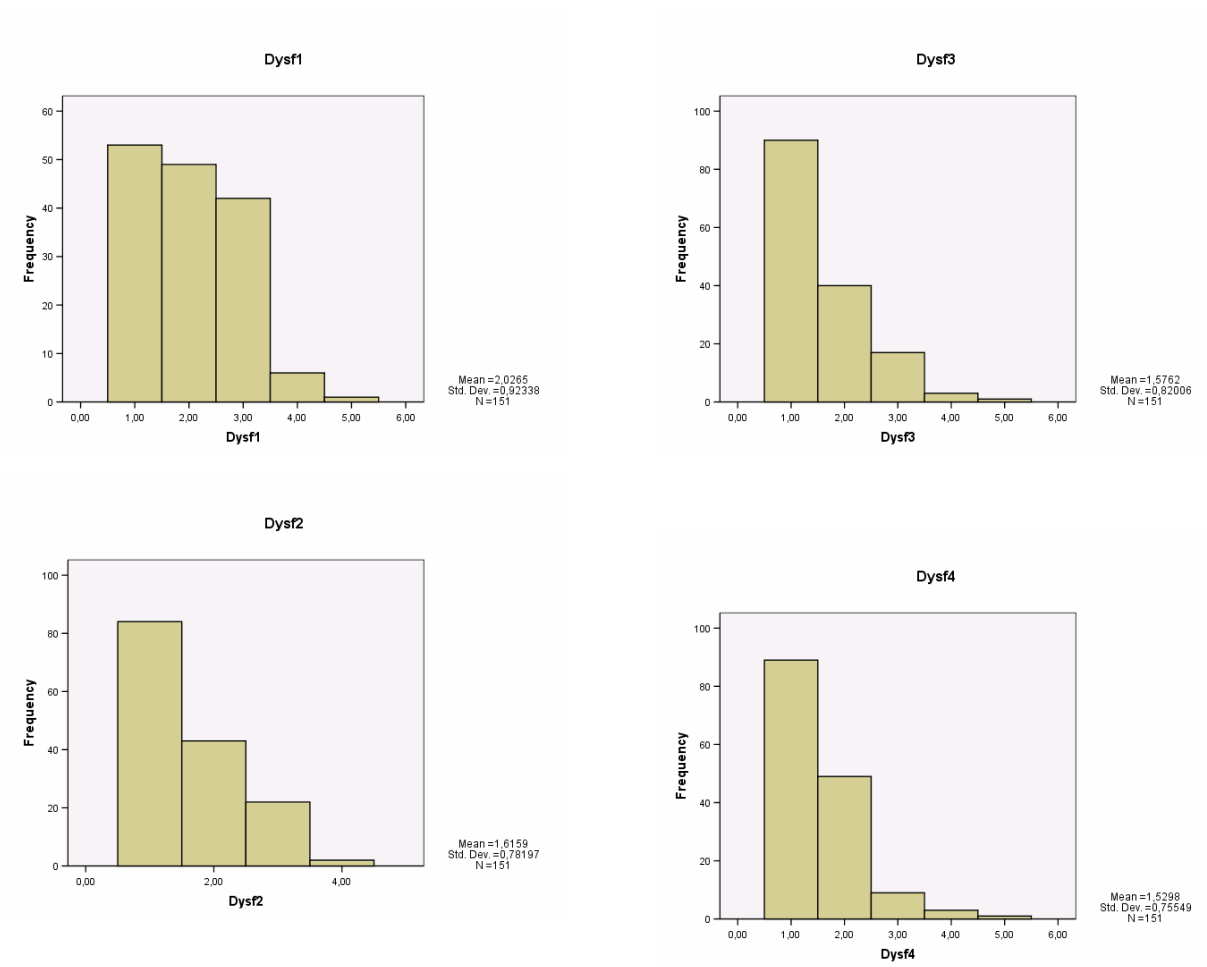 Dysf1
60
50
40
30
20
10
0
Frequency
0,00 1,00 2,00 3,00 4,00 5,00 6,00
Dysf1
Mean =2,0265
Std. Dev. =0,92338
N =151
Dysf3
100
80
60
40
20
0
Frequency
0,00 1,00 2,00 3,00 4,00 5,00 6,00
Dysf3
Mean =1,5762
Std. Dev. =0,82006
N =151
Dysf2
100
80
60
40
20
0
Frequency
0,00 2,00 4,00
Dysf2
Mean =1,6159
Std. Dev. =0,78197
N =151
Dysf4
100
80
60
40
20
0
Frequency
0,00 1,00 2,00 3,00 4,00 5,00 6,00
Dysf4
Mean =1,5298
Std. Dev. =0,75549
N =151